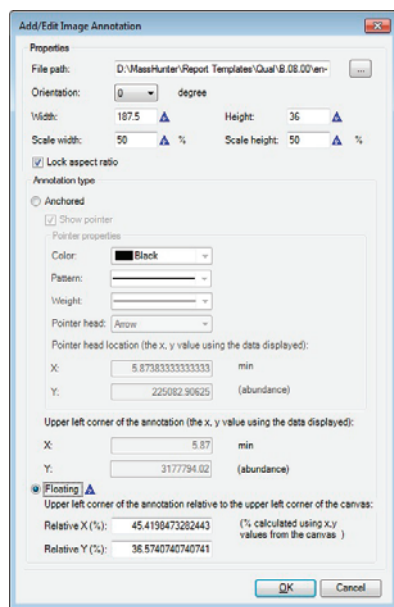 Add/Edit Image Annotation
Properties
File path: D:\MassHunter\Report Templates\Qual\B.08.00\en- ...
Orientation: 0 degree
Width: 187.5 Height: 36
Scale width: 50 % Scale height: 50 %
Lock aspect ratio
Annotation type
Anchored
Show pointer
Pointer properties
Color: Black
Pattern:
Weight:
Pointer head: Arrow
Pointer head location (the x, y value using the data displayed):
X: 5.87383333333333 min
Y: 225082.90625 (abundance)
Upper left corner of the annotation (the x, y value using the data displayed):
X: 5.87 min
Y: 3177794.02 (abundance)
Floating
Upper left corner of the annotation relative to the upper left corner of the canvas:
Relative X (%): 45.4198473282443 (% calculated using x,y
values from the canvas )
Relative Y (%): 36.5740740740741
OK Cancel